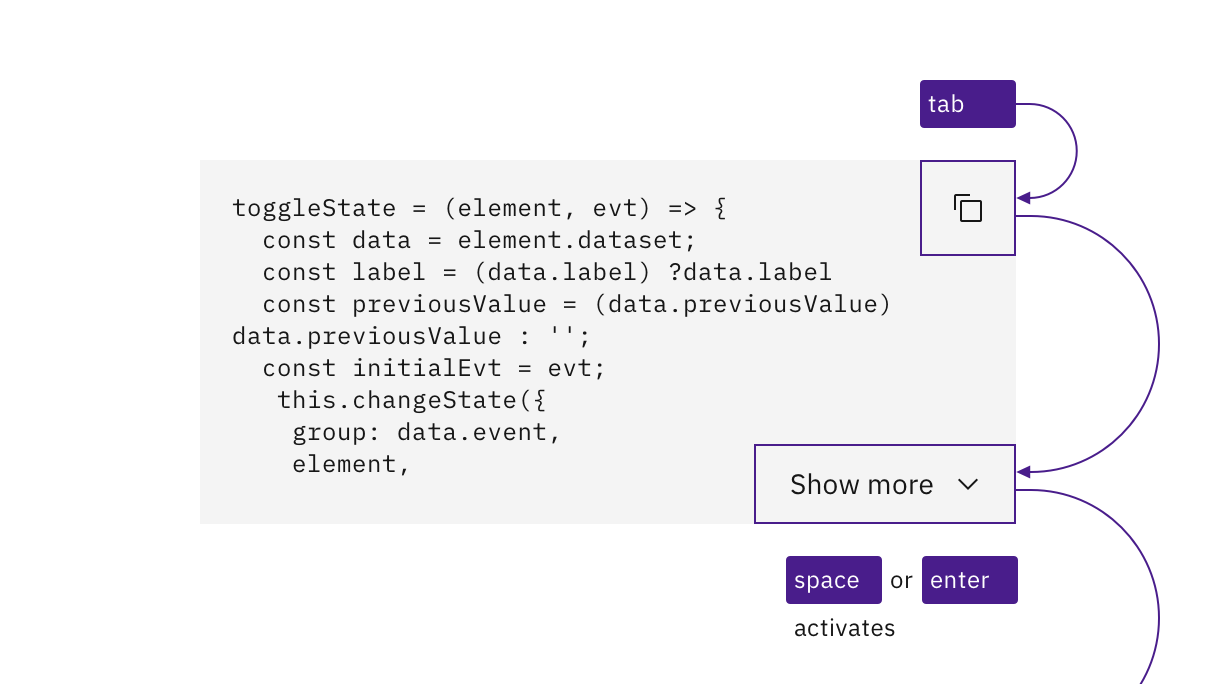 tab
toggleState = (element, evt) => {
  const data = element.dataset;
  const label = (data.label) ?data.label
  const previousValue = (data.previousValue)
data.previousValue : '';
  const initialEvt = evt;
   this.changeState({
    group: data.event,
    element,
Show more
space or enter
activates